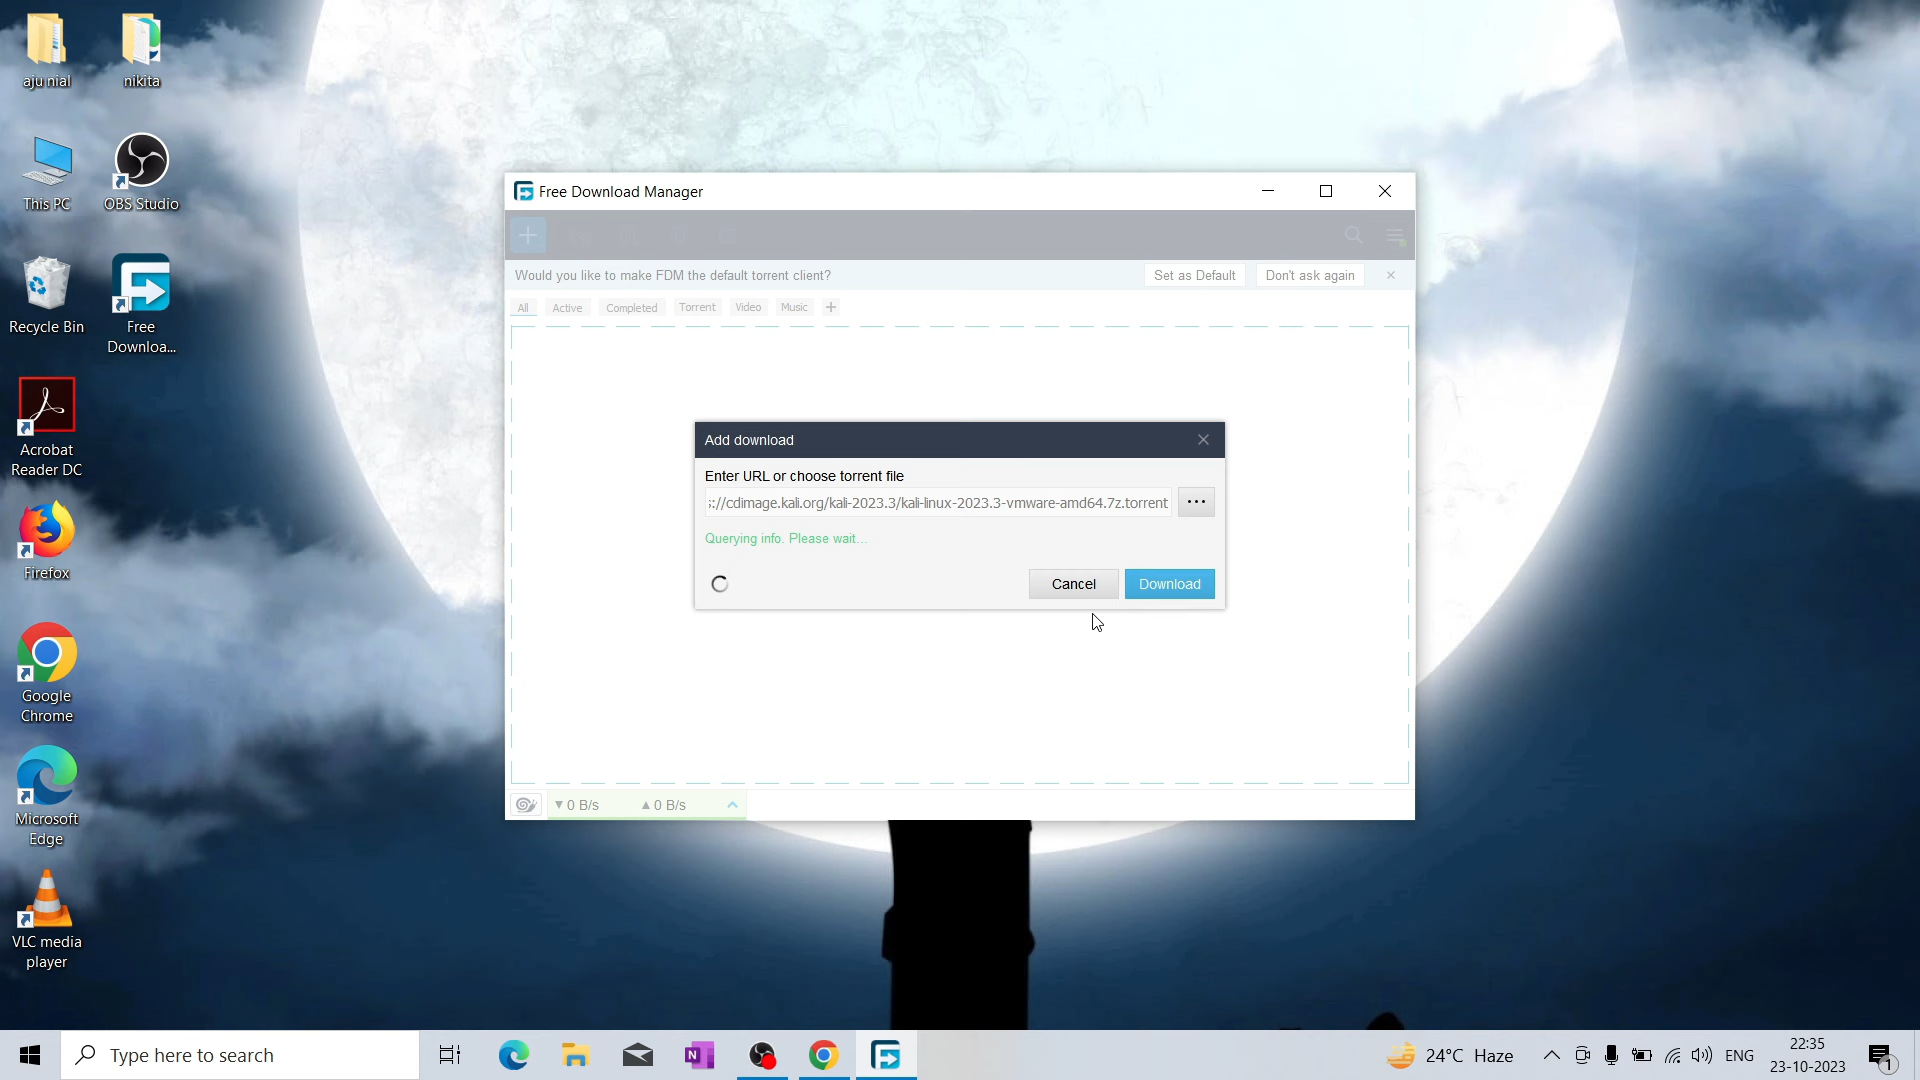 aju nial
nikita
This PC
OBS Studio
Recycle Bin
Free
Downloa...
Acrobat
Reader DC
Firefox
Google
Chrome
Microsoft
Edge
VLC media
player
Free Download Manager
Would you like to make FDM the default torrent client?
Set as Default
Don't ask again
All
Active
Completed
Torrent
Video
Music
Add download
Enter URL or choose torrent file
://cdimage.kali.org/kali-2023.3/kali-linux-2023.3-vmware-amd64.7z.torrent
Querying info. Please wait...
Cancel
Download
0 B/s
0 B/s
Type here to search
24°C Haze
ENG
22:35
23-10-2023
1